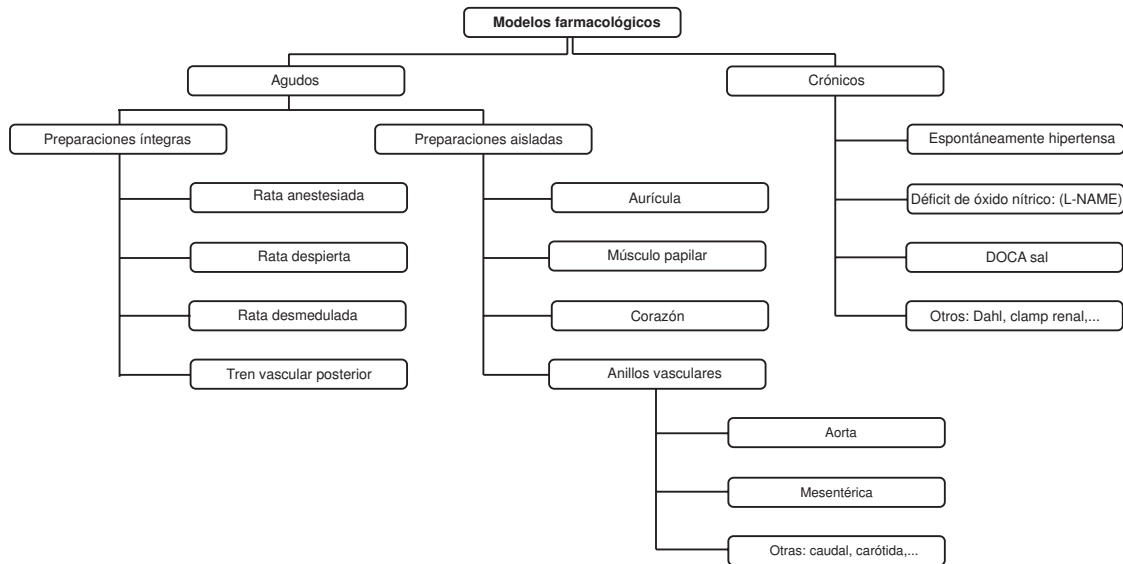 Modelos farmacológicos
Agudos
Crónicos
Preparaciones íntegras
Preparaciones aisladas
Espontáneamente hipertensa
Rata anestesiada
Aurícula
Déficit de óxido nítrico: (L-NAME)
Rata despierta
Músculo papilar
DOCA sal
Rata desmedulada
Corazón
Otros: Dahl, clamp renal,...
Tren vascular posterior
Anillos vasculares
Aorta
Mesentérica
Otras: caudal, carótida,...